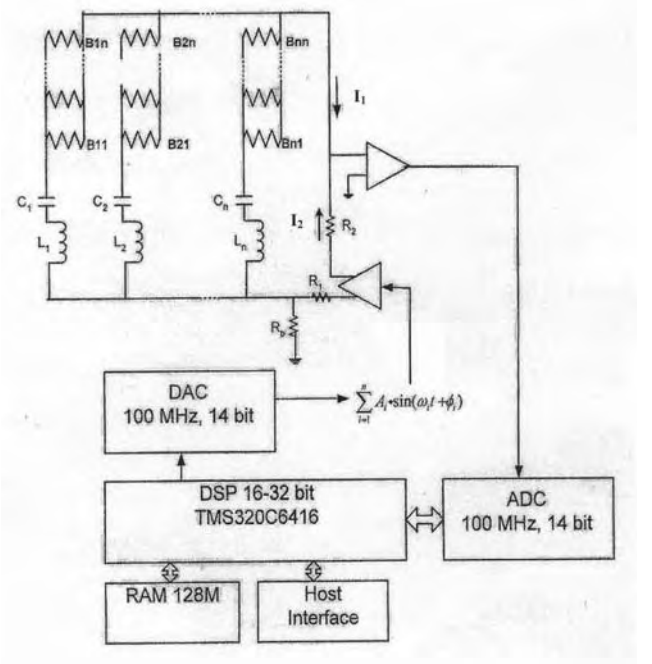 B1n B2n Bnn
I1
B11 B21 Bn1
C1 C2 Cn
I2 R2
L1 L2 Ln
R1
Rb
DAC
100 MHz, 14 bit
∑ i=1 n Ai•sin(ωit+ϕi)
DSP 16-32 bit
TMS320C6416
ADC
100 MHz, 14 bit
RAM 128M
Host
Interface